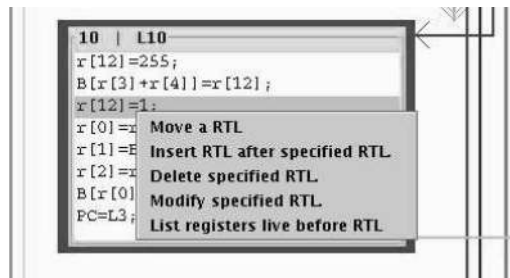 10 | L10
r[12]=255;
B[r[3]+r[4]]=r[12];
r[12]=1;
r[0]=r
r[1]=B
r[2]=r
B[r[0]
PC=L3;
Move a RTL
Insert RTL after specified RTL
Delete specified RTL
Modify specified RTL
List registers live before RTL